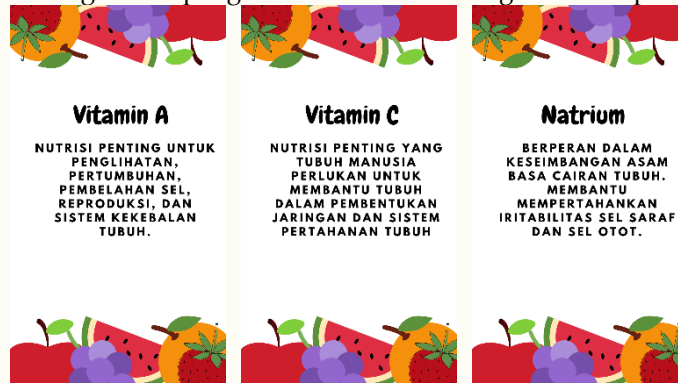 Vitamin A
NUTRISI PENTING UNTUK
PENGLIHATAN,
PERTUMBUHAN,
PEMBELAHAN SEL,
REPRODUKSI, DAN
SISTEM KEKEBALAN
TUBUH.
Vitamin C
NUTRISI PENTING YANG
TUBUH MANUSIA
PERLUKAN UNTUK
MEMBANTU TUBUH
DALAM PEMBENTUKAN
JARINGAN DAN SISTEM
PERTAHANAN TUBUH
Natrium
BERPERAN DALAM
KESEIMBANGAN ASAM
BASA CAIRAN TUBUH.
MEMBANTU
MEMPERTAHANKAN
IRITABILITAS SEL SARAF
DAN SEL OTOT.